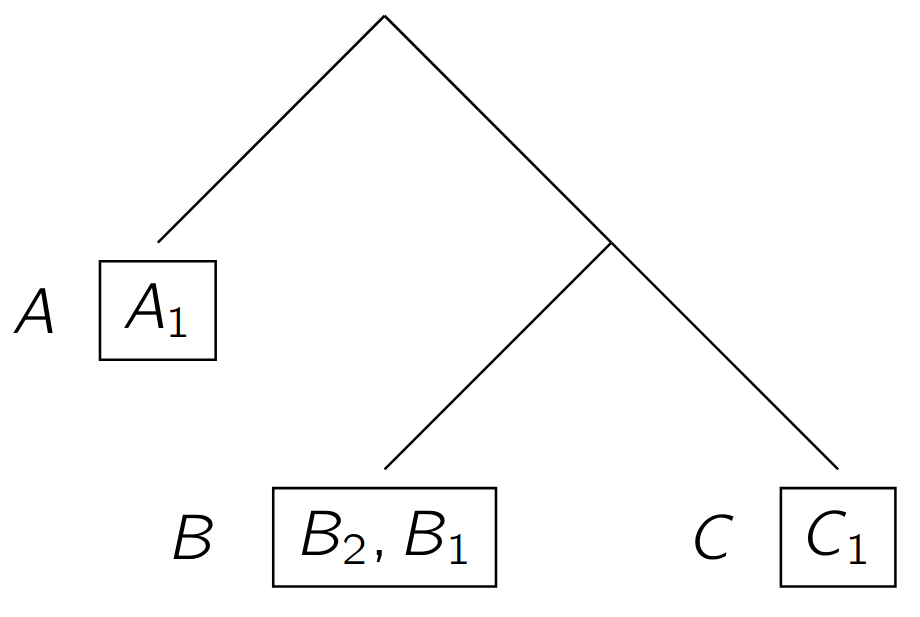 A A₁
B B₂, B₁ C C₁